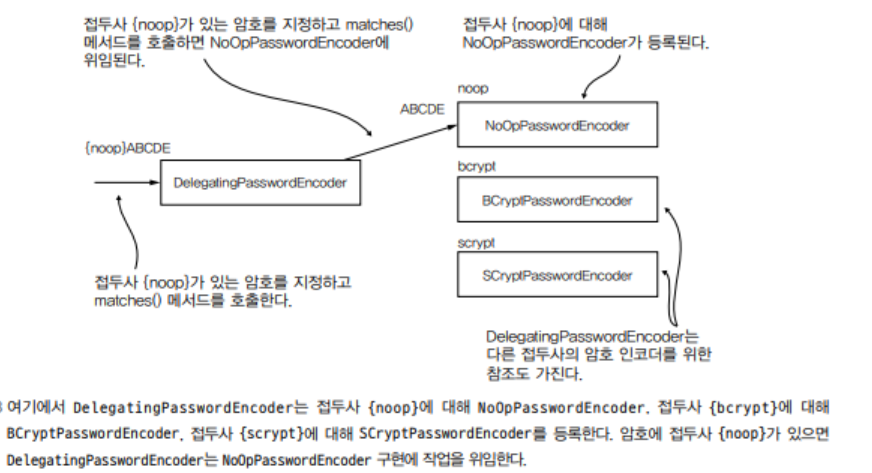 접두사 {noop}가 있는 암호를 지정하고 matches()
메서드를 호출하면 NoOpPasswordEncoder에
위임된다.
접두사 {noop}에 대해
NoOpPasswordEncoder가 등록된다.
noop
ABCDE
NoOpPasswordEncoder
{noop}ABCDE
DelegatingPasswordEncoder
bcrypt
BCryptPasswordEncoder
scrypt
SCryptPasswordEncoder
접두사 {noop}가 있는 암호를 지정하고
matches() 메서드를 호출한다.
DelegatingPasswordEncoder는
다른 접두사의 암호 인코더를 위한
참조도 가진다.
여기에서 DelegatingPasswordEncoder는 접두사 {noop}에 대해 NoOpPasswordEncoder, 접두사 {bcrypt}에 대해
BCryptPasswordEncoder, 접두사 {scrypt}에 대해 SCryptPasswordEncoder를 등록한다. 암호에 접두사 {noop}가 있으면
DelegatingPasswordEncoder는 NoOpPasswordEncoder 구현에 작업을 위임한다.